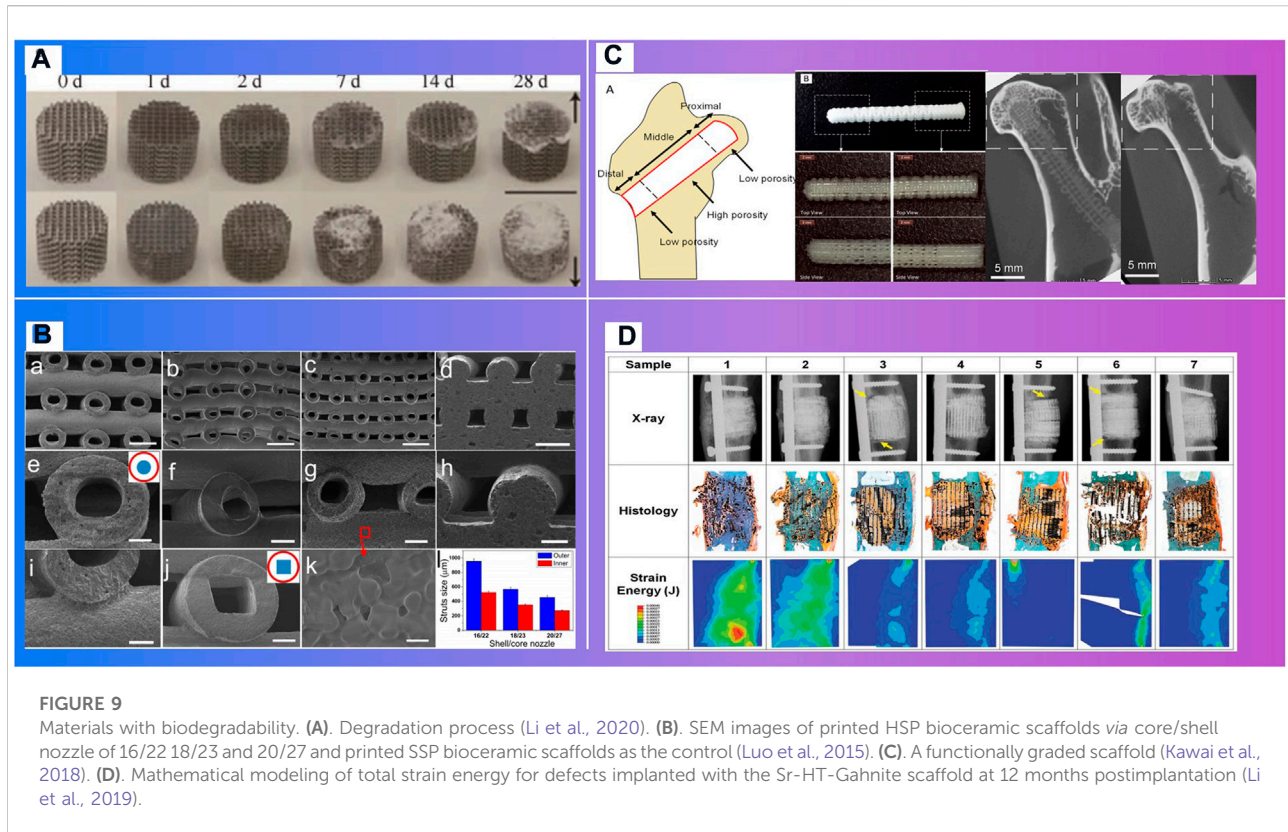 A
0 d 1 d 2 d 7 d 14 d 28 d
C
A
Proximal
Middle
Distal
Low porosity
High porosity
Low porosity
B
Top View
Top View
Side View
Side View
5 mm
5 mm
B
a b c d
e f g h
i j k l
Outer
Inner
Struts size (μm)
1000
800
600
400
200
0
16/22 18/23 20/27
Shell/core nozzle
D
Sample 1 2 3 4 5 6 7
X-ray
Histology
Strain
Energy (J)
FIGURE 9
Materials with biodegradability. (A). Degradation process (Li et al., 2020). (B). SEM images of printed HSP bioceramic scaffolds via core/shell
nozzle of 16/22 18/23 and 20/27 and printed SSP bioceramic scaffolds as the control (Luo et al., 2015). (C). A functionally graded scaffold (Kawai et al.,
2018). (D). Mathematical modeling of total strain energy for defects implanted with the Sr-HT-Gahnite scaffold at 12 months postimplantation (Li
et al., 2019).